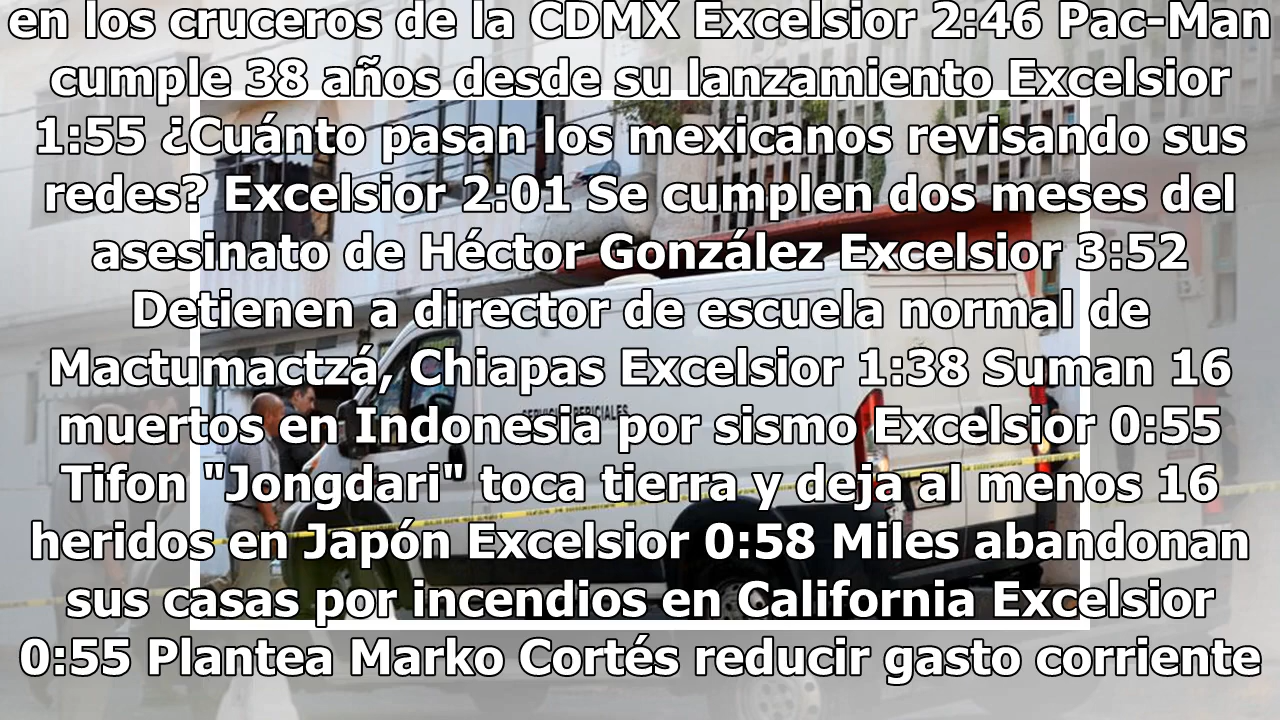 en los cruceros de la CDMX Excelsior 2:46 Pac-Man
cumple 38 años desde su lanzamiento Excelsior
1:55 ¿Cuánto pasan los mexicanos revisando sus
redes? Excelsior 2:01 Se cumplen dos meses del
asesinato de Héctor González Excelsior 3:52
Detienen a director de escuela normal de
Mactumactzá, Chiapas Excelsior 1:38 Suman 16
muertos en Indonesia por sismo Excelsior 0:55
Tifon "Jongdari" toca tierra y deja al menos 16
heridos en Japón Excelsior 0:58 Miles abandonan
sus casas por incendios en California Excelsior
0:55 Plantea Marko Cortés reducir gasto corriente
SERVICIOS PERICIALES